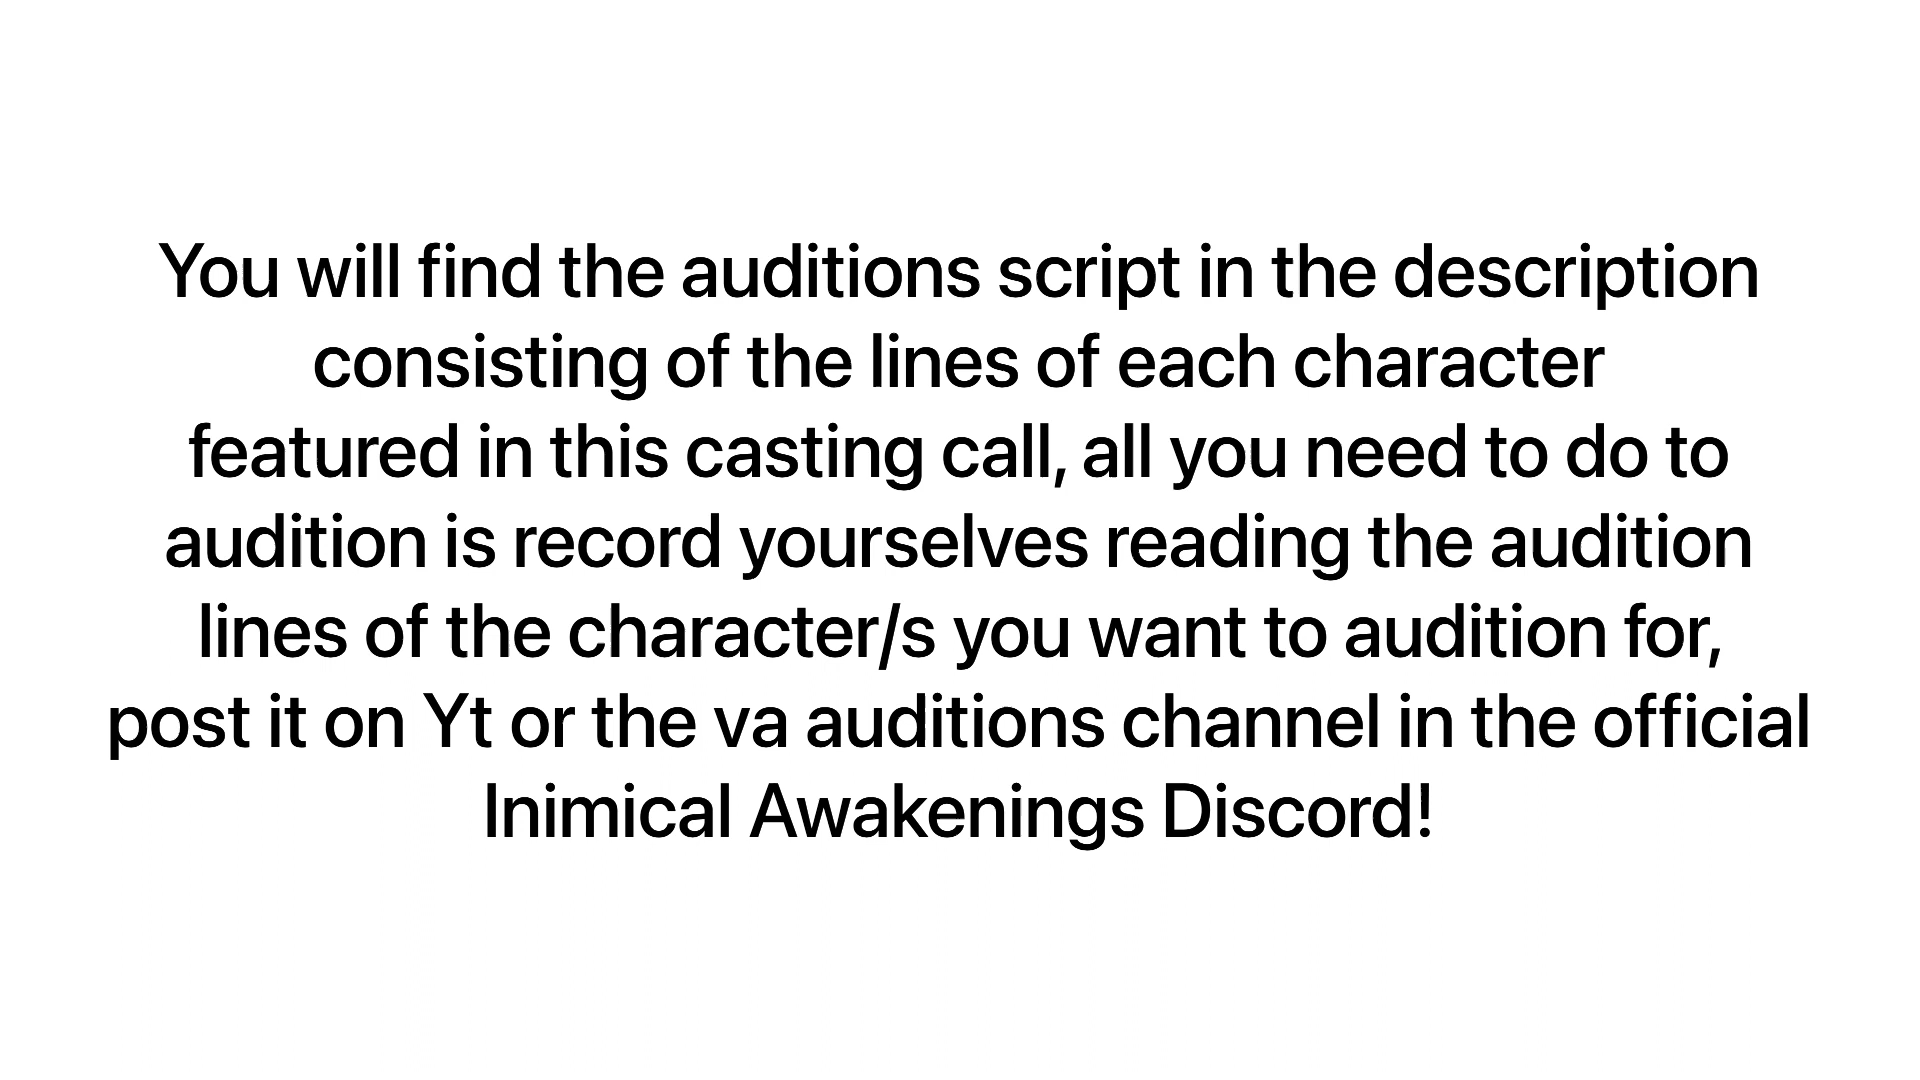 You will find the auditions script in the description
consisting of the lines of each character
featured in this casting call, all you need to do to
audition is record yourselves reading the audition
lines of the character/s you want to audition for,
post it on Yt or the va auditions channel in the official
Inimical Awakenings Discord!